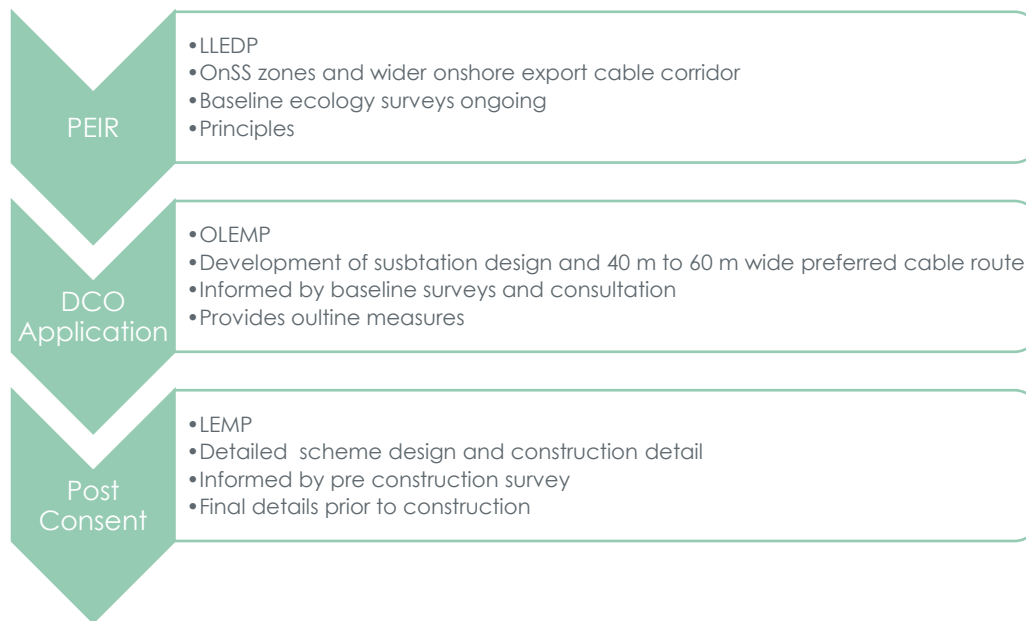 PEIR
•LLEDP
•OnSS zones and wider onshore export cable corridor
•Baseline ecology surveys ongoing
•Principles
DCO
Application
•OLEMP
•Development of susbtation design and 40 m to 60 m wide preferred cable route
•Informed by baseline surveys and consultation
•Provides oultine measures
Post
Consent
•LEMP
•Detailed scheme design and construction detail
•Informed by pre construction survey
•Final details prior to construction